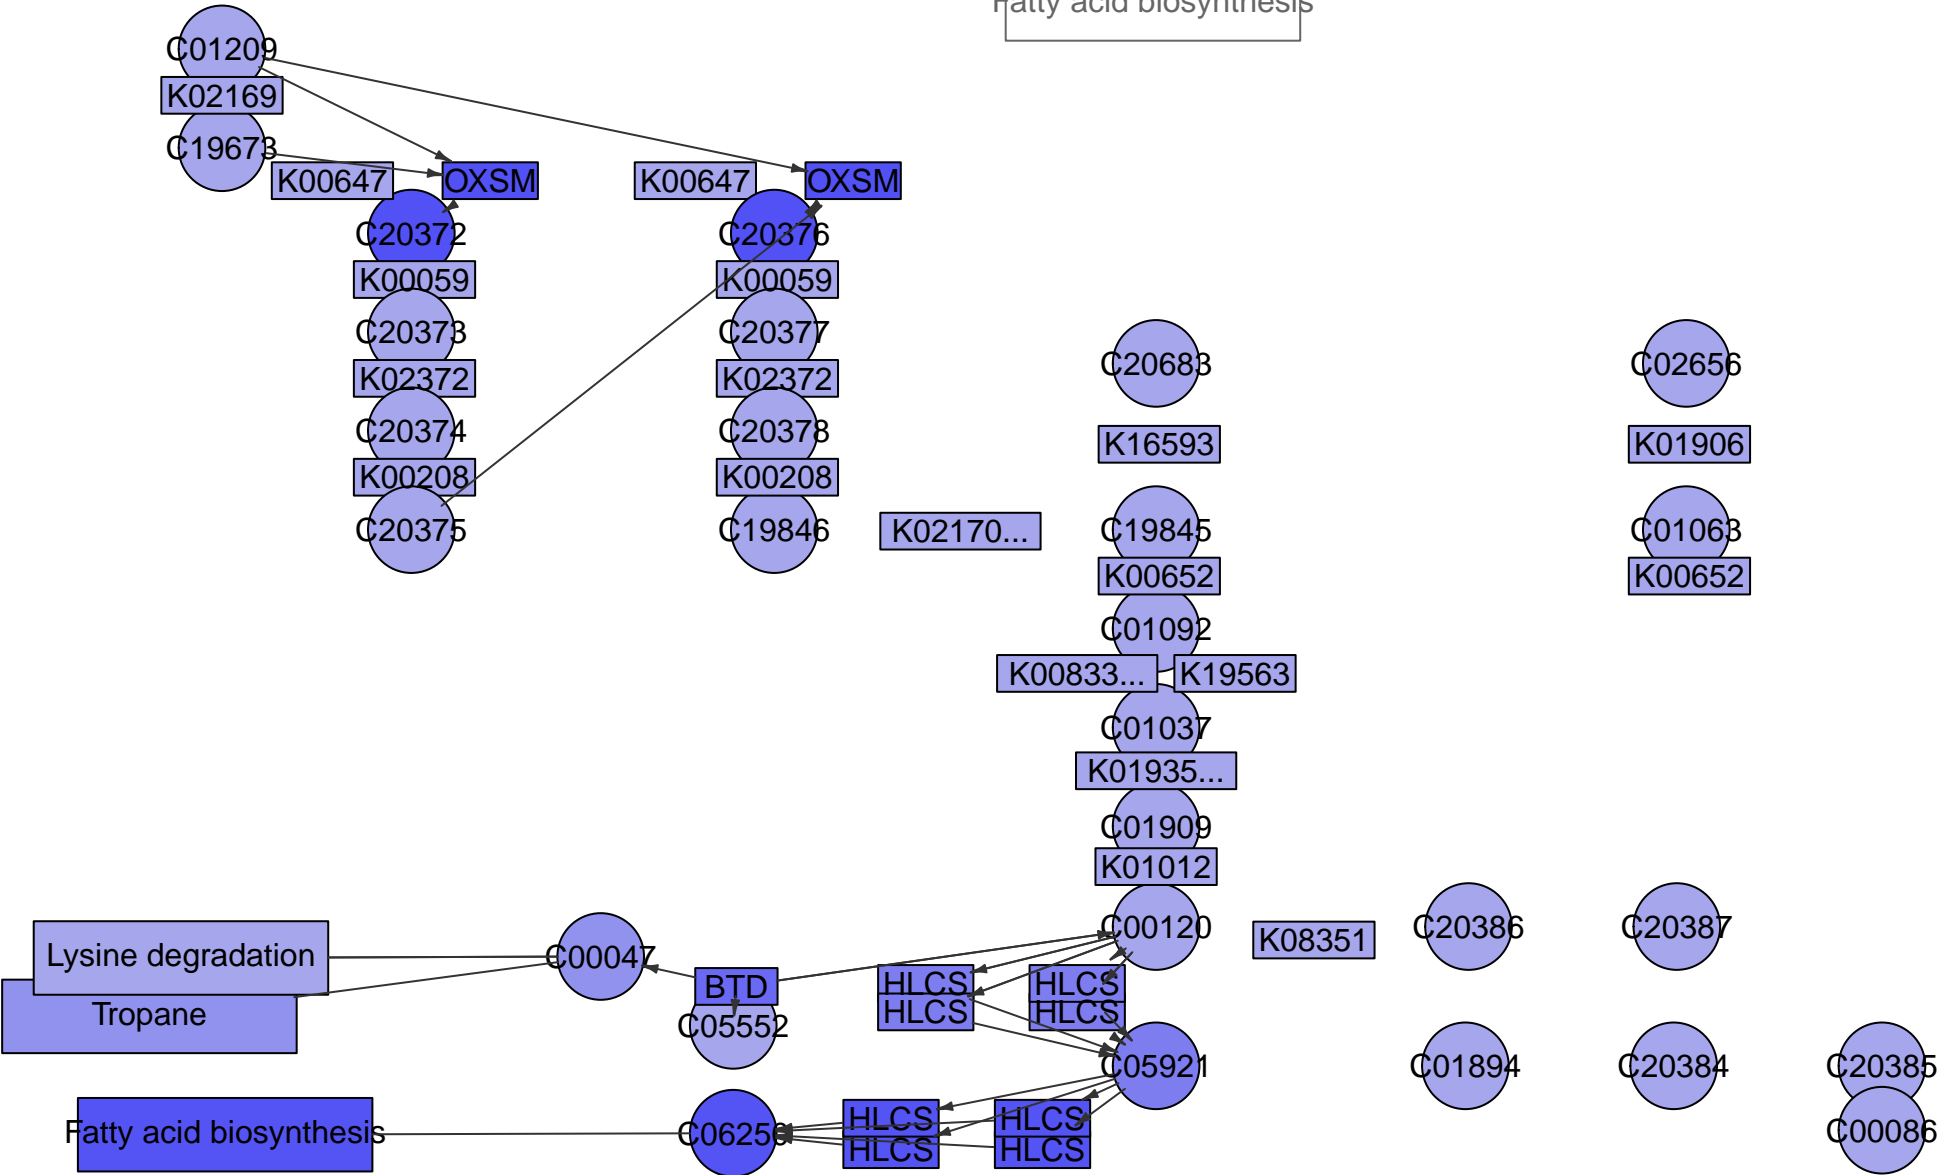 Fatty acid biosynthesis
C01209
K02169
C19673
K00647
OXSM
K00647
OXSM
C20372
C20376
K00059
K00059
C20373
C20377
C20683
C02656
K02372
K02372
C20374
C20378
K16593
K01906
K00208
K00208
C20375
C19846
K02170...
C19845
C01063
K00652
K00652
C01092
K00833...
K19563
C01037
K01935...
C01909
K01012
C00120
K08351
C20386
C20387
Lysine degradation
C00047
BTD
HLCS
HLCS
Tropane
C05552
HLCS
HLCS
C05921
C01894
C20384
C20385
Fatty acid biosynthesis
C06250
HLCS
HLCS
C00086
HLCS
HLCS